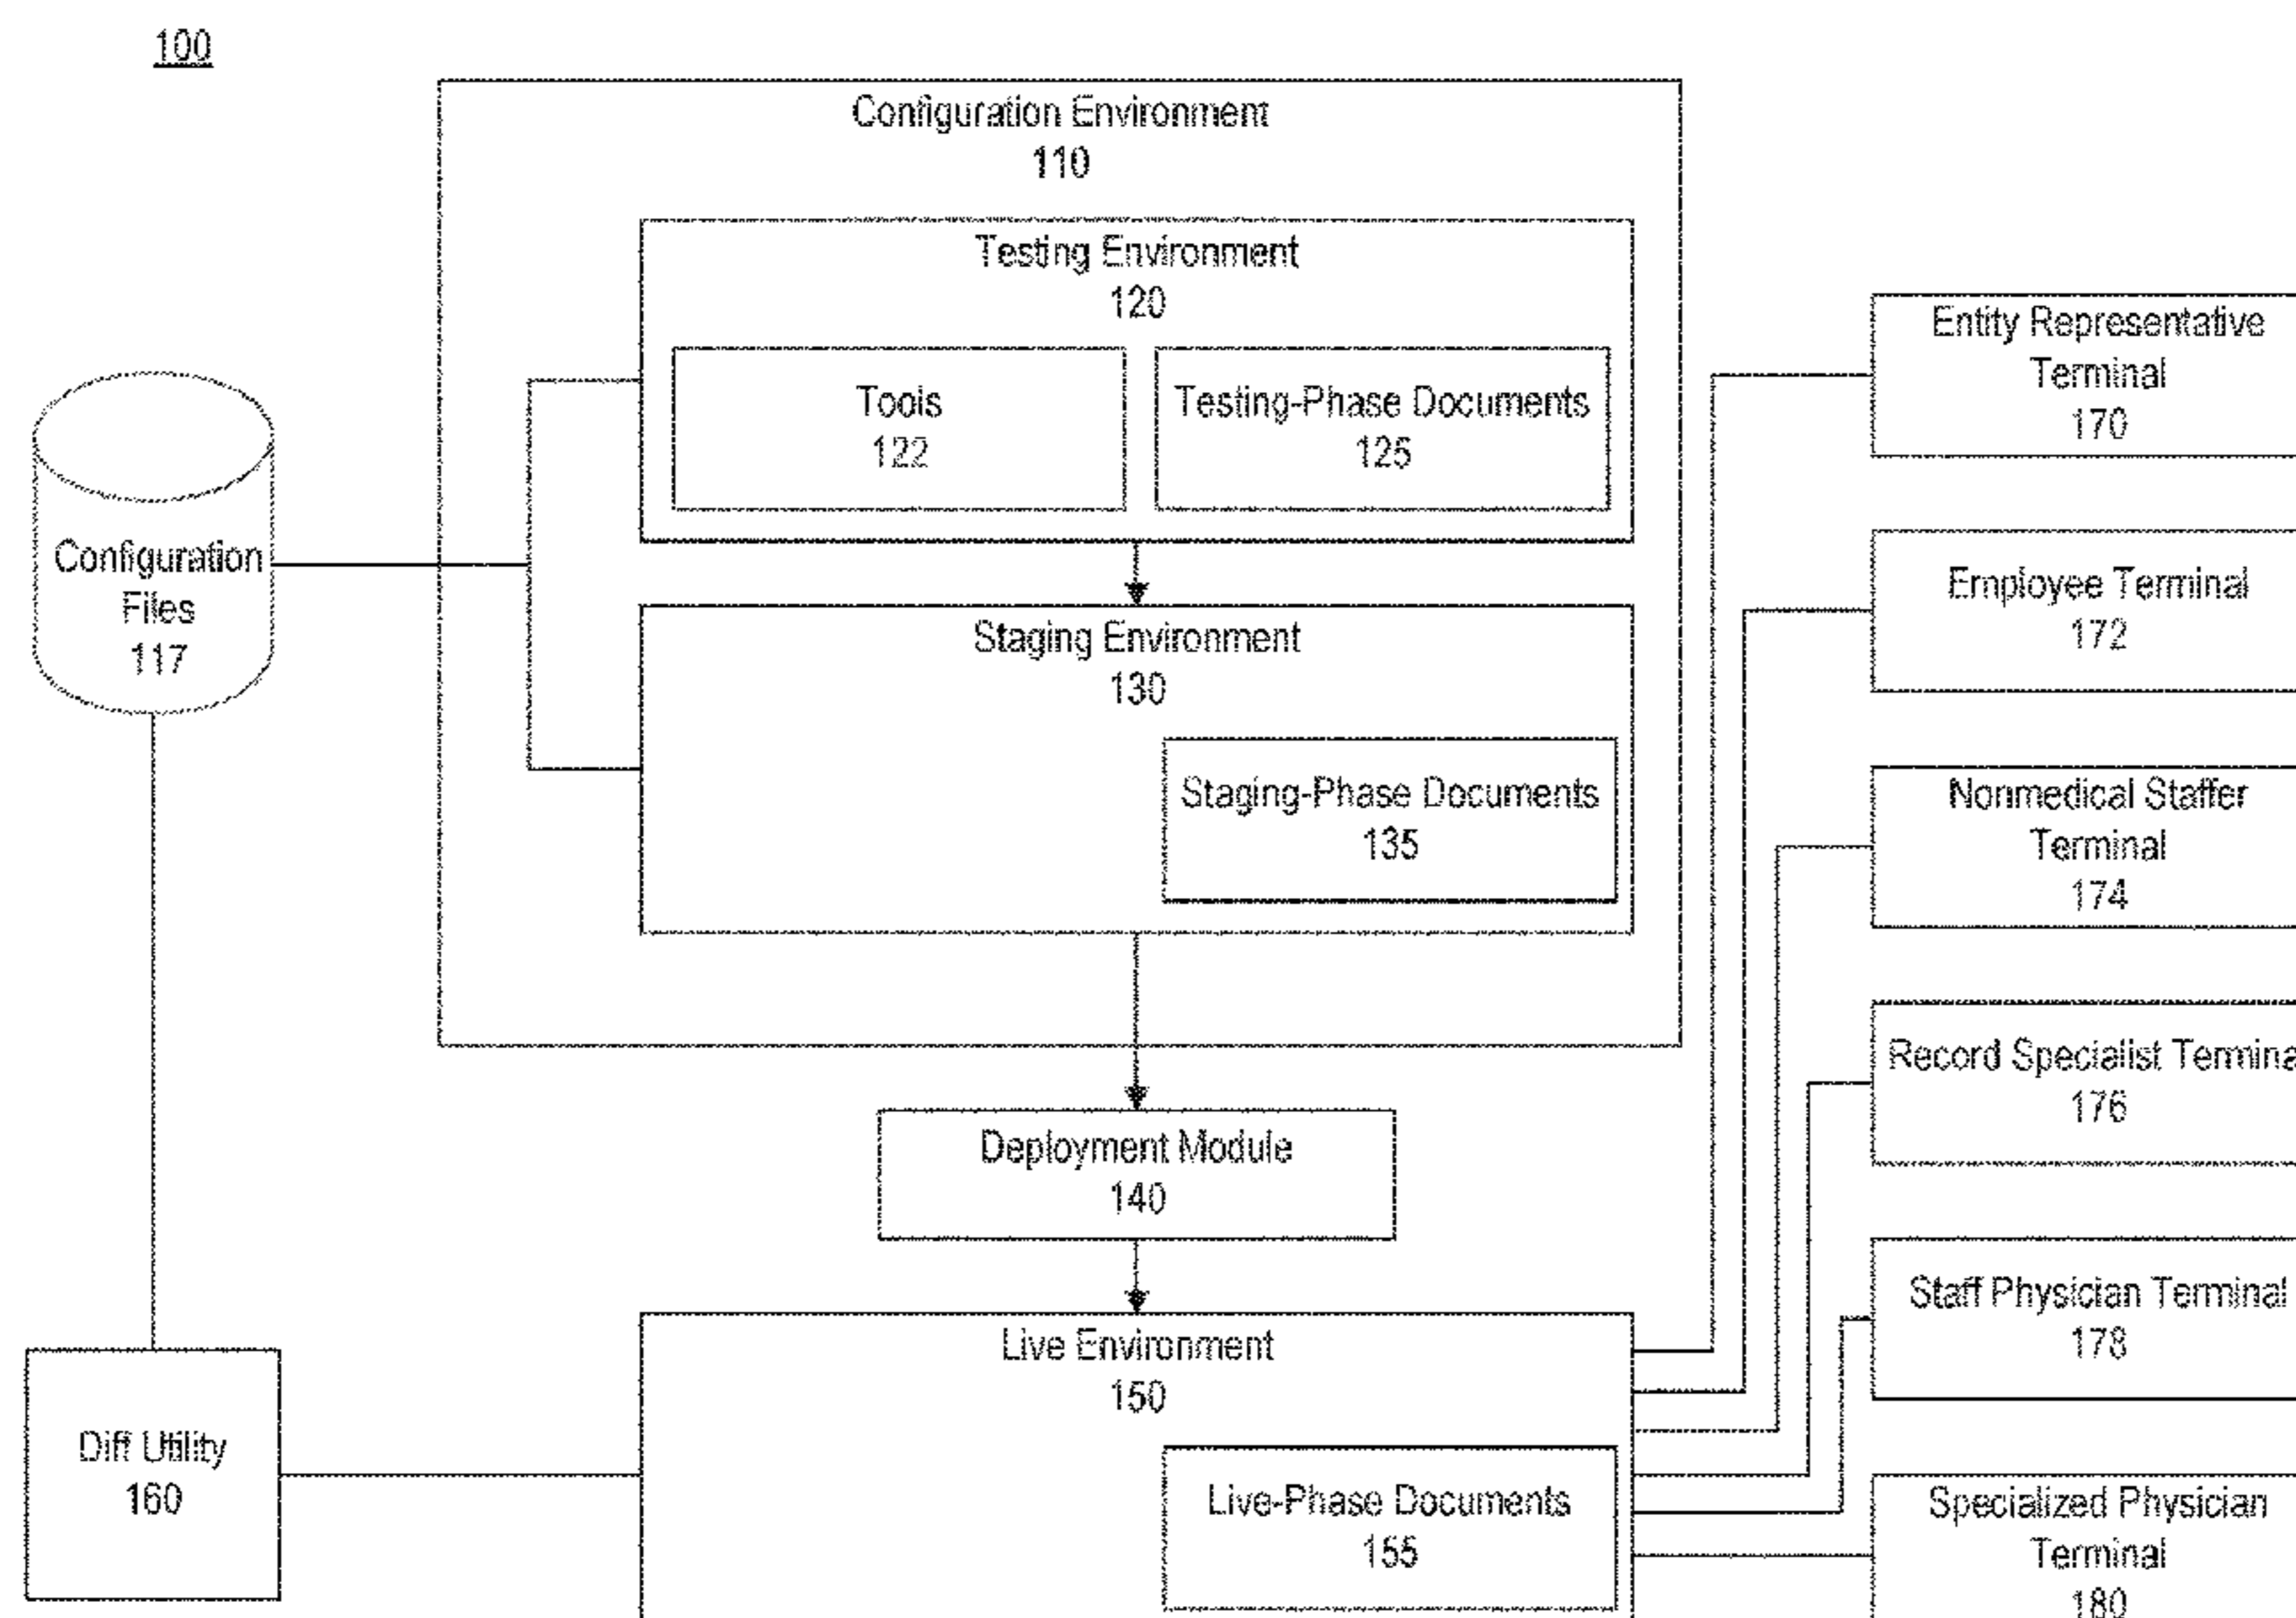 100
Configuration Environment
110
Testing Environment
120
Tools
122
Testing-Phase Documents
125
Configuration
Files
117
Staging Environment
130
Staging-Phase Documents
135
Deployment Module
140
Live Environment
150
Live-Phase Documents
155
Diff Utility
160
Entity Representative
Terminal
170
Employee Terminal
172
Nonmedical Staffer
Terminal
174
Record Specialist Termina
176
Staff Physician Terminal
178
Specialized Physician
Terminal
180